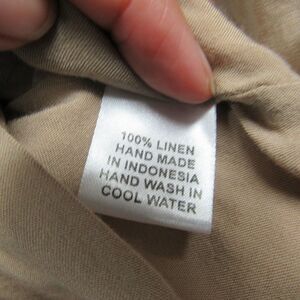 100% LINEN
HAND MADE
IN INDONESIA
HAND WASH IN
COOL WATER